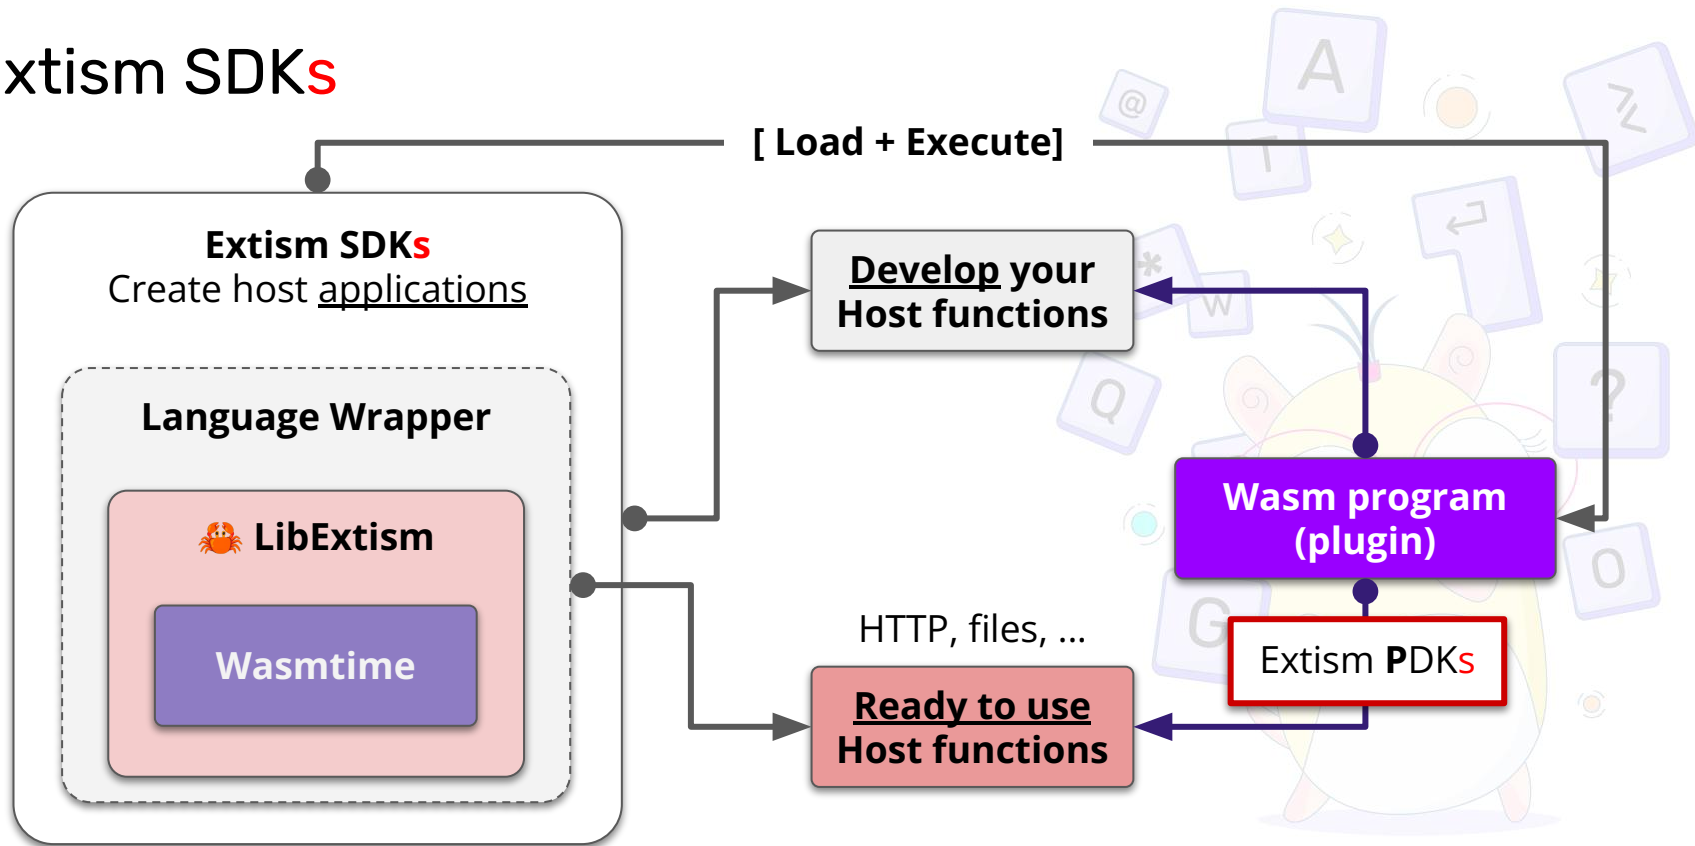 xtism SDKs
[ Load + Execute]
Extism SDKs
Create host applications
Language Wrapper
🦀 LibExtism
Wasmtime
Develop your
Host functions
HTTP, files, ...
Ready to use
Host functions
Wasm program
(plugin)
Extism PDKs
@
A
T
*
W
Q
?
G
O